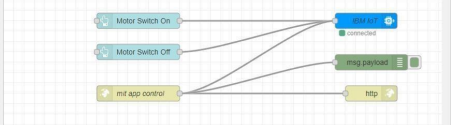 Motor Switch On
IBM IoT
connected
Motor Switch Off
msg.payload
mit app control
http